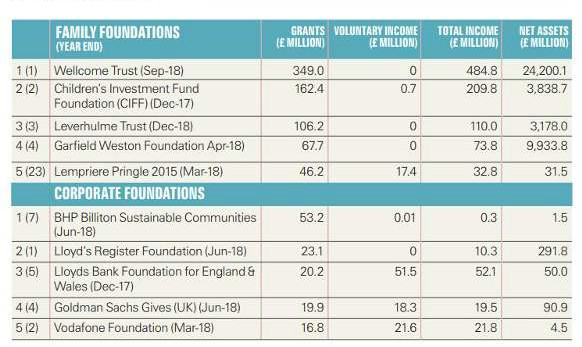 FAMILY FOUNDATIONS GRANTS VOLUNTARY INCOME TOTAL INCOME NET ASSETS
(YEAR END) (£ MILLION) (£ MILLION) (£ MILLION) (£ MILLION)
1 (1) Wellcome Trust (Sep-18) 349.0 0 484.8 24,200.1
2 (2) Children's Investment Fund 162.4 0.7 209.8 3,838.7
Foundation (CIFF) (Dec-17)
3 (3) Leverhulme Trust (Dec-18) 106.2 0 110.0 3,178.0
4 (4) Garfield Weston Foundation Apr-18) 67.7 0 73.8 9,933.8
5 (23) Lempriere Pringle 2015 (Mar-18) 46.2 17.4 32.8 31.5
CORPORATE FOUNDATIONS
1 (7) BHP Billiton Sustainable Communities 53.2 0.01 0.3 1.5
(Jun-18)
2 (1) Lloyd's Register Foundation (Jun-18) 23.1 0 10.3 291.8
3 (5) Lloyds Bank Foundation for England & 20.2 51.5 52.1 50.0
Wales (Dec-17)
4 (4) Goldman Sachs Gives (UK) (Jun-18) 19.9 18.3 19.5 90.9
5 (2) Vodafone Foundation (Mar-18) 16.8 21.6 21.8 4.5